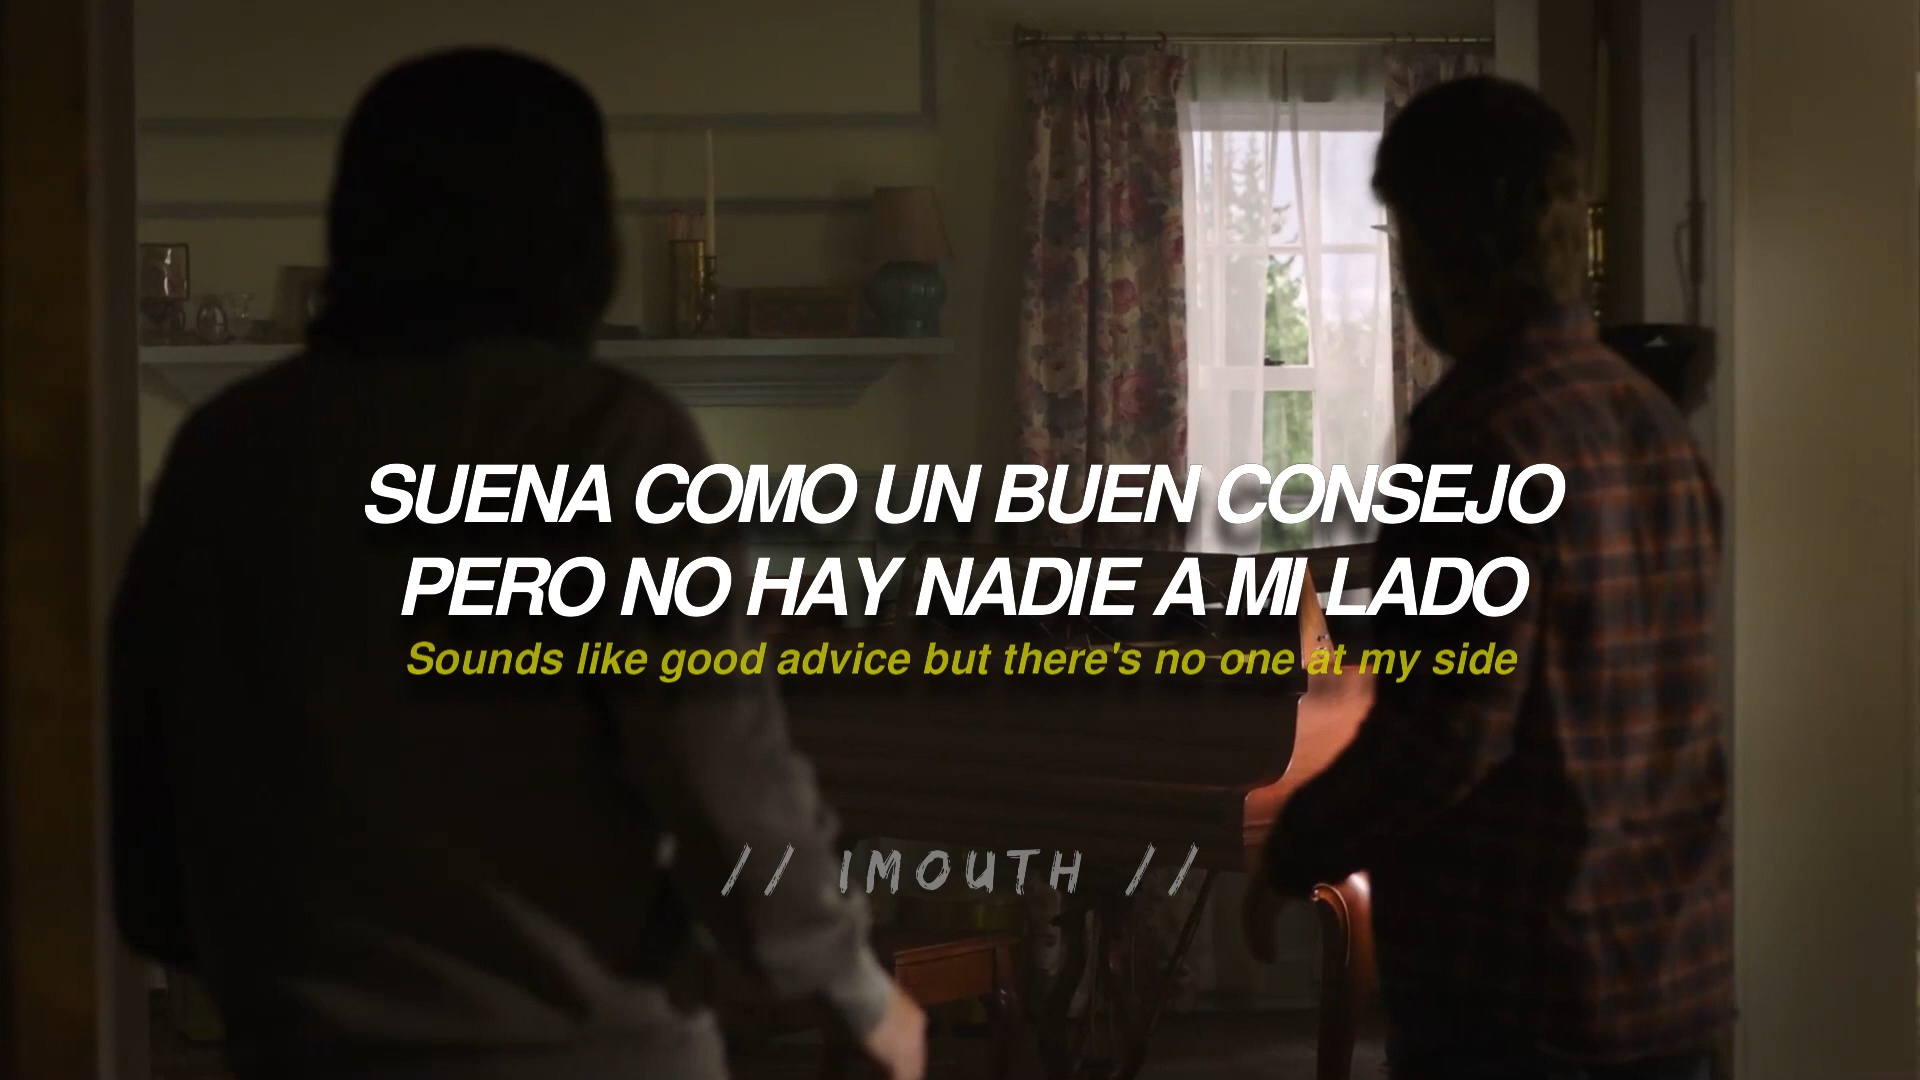 SUENA COMO UN BUEN CONSEJO
PERO NO HAY NADIE A MI LADO
Sounds like good advice but there's no one at my side
// IMOUTH //